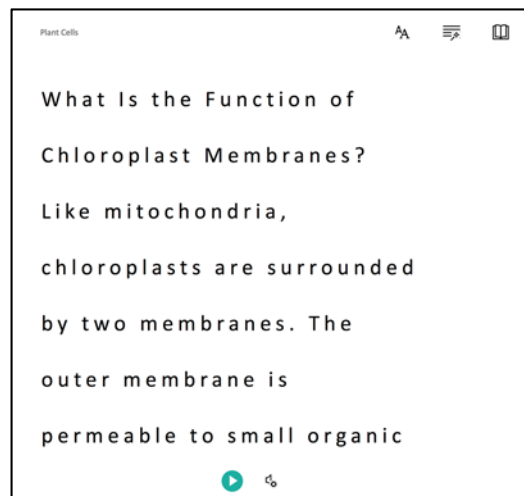 Plant Cells
AA
What Is the Function of
Chloroplast Membranes?
Like mitochondria,
chloroplasts are surrounded
by two membranes. The
outer membrane is
permeable to small organic